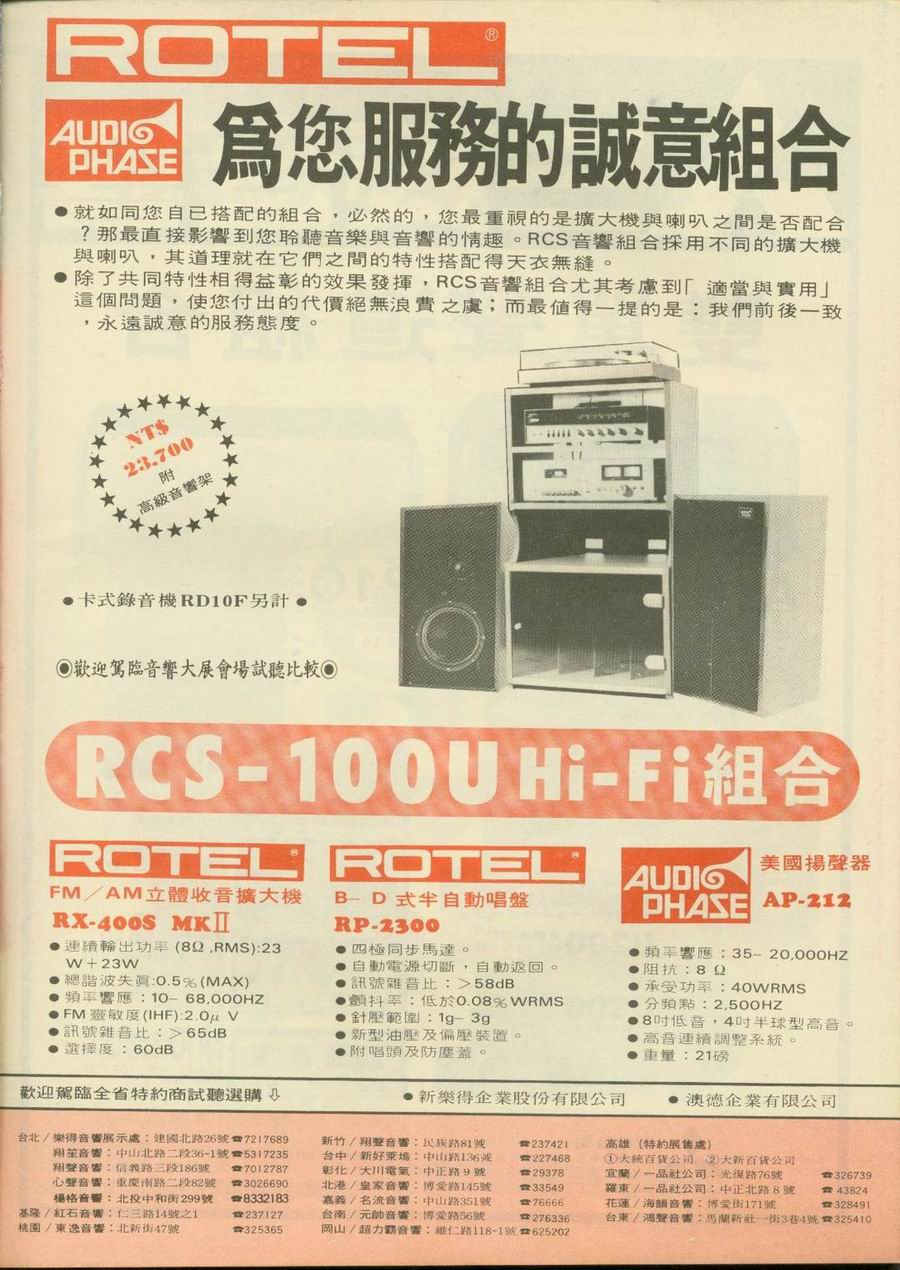 ROTEL®
AUDIO
PHASE
爲您服務的誠意組合
●就如同您自已搭配的組合，必然的，您最重視的是擴大機與喇叭之間是否配合
？那最直接影響到您聆聽音樂與音響的情趣。RCS音響組合採用不同的擴大機
與喇叭，其道理就在它們之間的特性搭配得天衣無縫。
●除了共同特性相得益彰的效果發揮，RCS音響組合尤其考慮到「適當與實用」
這個問題，使您付出的代價絕無浪費之虞；而最值得一提的是：我們前後一致
，永遠誠意的服務態度。
NT$
23.700
附
高級音響架
●卡式錄音機RD10F另計●
◉歡迎駕臨音響大展會場試聽比較◉
RCS-100U Hi-Fi組合
ROTEL®
FM／AM立體收音擴大機
RX-400S MKⅡ
●連續輸出功率(8Ω,RMS):23
W＋23W
●總諧波失眞:0.5%(MAX)
●頻率響應：10－68,000HZ
●FM靈敏度(IHF):2.0μ V
●訊號雜音比：＞65dB
●選擇度：60dB
ROTEL®
B－D 式半自動唱盤
RP-2300
●四極同步馬達。
●自動電源切斷，自動返回。
●訊號雜音比：＞58dB
●顫抖率：低於0.08%WRMS
●針壓範圍：1g－3g
●新型油壓及偏壓裝置。
●附唱頭及防塵蓋。
AUDIO
PHASE
美國揚聲器
AP-212
●頻率響應：35－20,000HZ
●阻抗：8 Ω
●承受功率：40WRMS
●分頻點：2,500HZ
●8吋低音，4吋半球型高音。
●高音連續調整系統。
●重量：21磅
歡迎駕臨全省特約商試聽選購⇩
●新樂得企業股份有限公司
●澳德企業有限公司
台北／樂得音響展示處：建國北路26號☎7217689
翔笙音響：中山北路二段36-1號☎5317235
翔聲音響：信義路三段186號☎7012787
心聲音響：重慶南路二段82號☎3026690
楊格音響：北投中和街299號☎8332183
基隆／紅石音響：仁三路14號之1☎237127
桃園／東逸音響：北新街47號☎325365
新竹／翔聲音響：民族路81號☎237421
台中／新好萊塢：中山路136號☎227468
彰化／大川電氣：中正路9號☎29378
北港／皇家音響：博愛路145號☎33549
嘉義／名流音響：中山路351號☎76666
台南／元帥音響：博愛路56號☎276336
岡山／超力霸音響：維仁路118-1號☎625202
高雄（特約展售處）
①大統百貨公司 ②大新百貨公司
宜蘭／一品社公司：光復路76號☎326739
羅東／一品社公司：中正北路8號☎43824
花蓮／海韻音響：博愛街171號☎328491
台東／鴻聲音響：馬蘭新社一街3巷4號☎325410